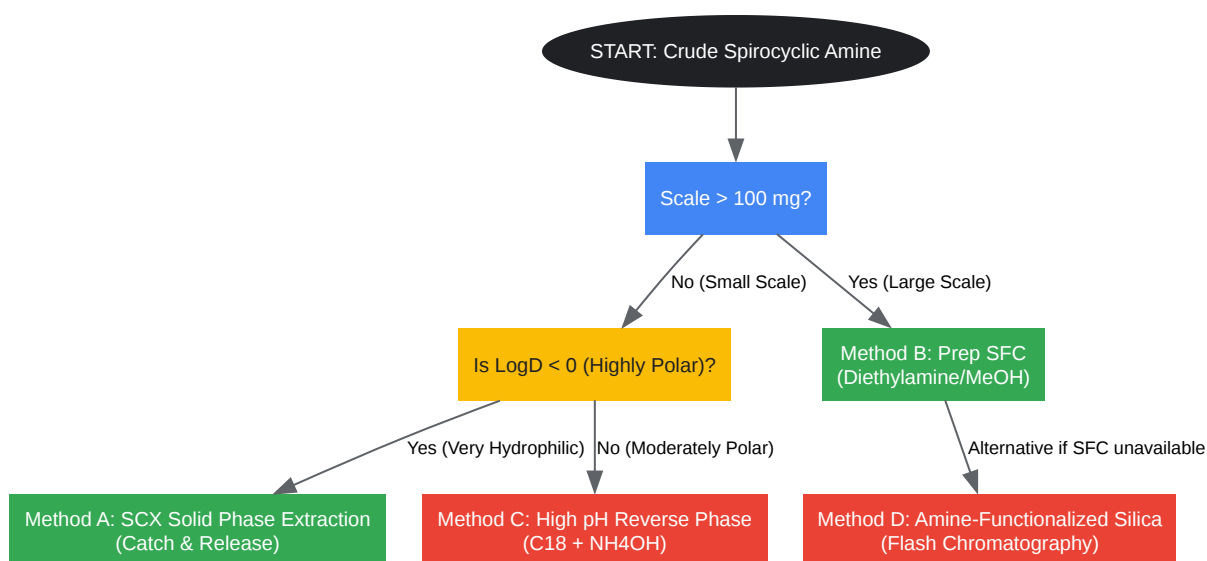 START: Crude Spirocyclic Amine
Scale > 100 mg?
No (Small Scale)
Yes (Large Scale)
Is LogD < 0 (Highly Polar)?
Method B: Prep SFC
(Diethylamine/MeOH)
Yes (Very Hydrophilic)
No (Moderately Polar)
Alternative if SFC unavailable
Method A: SCX Solid Phase Extraction
(Catch & Release)
Method C: High pH Reverse Phase
(C18 + NH4OH)
Method D: Amine-Functionalized Silica
(Flash Chromatography)